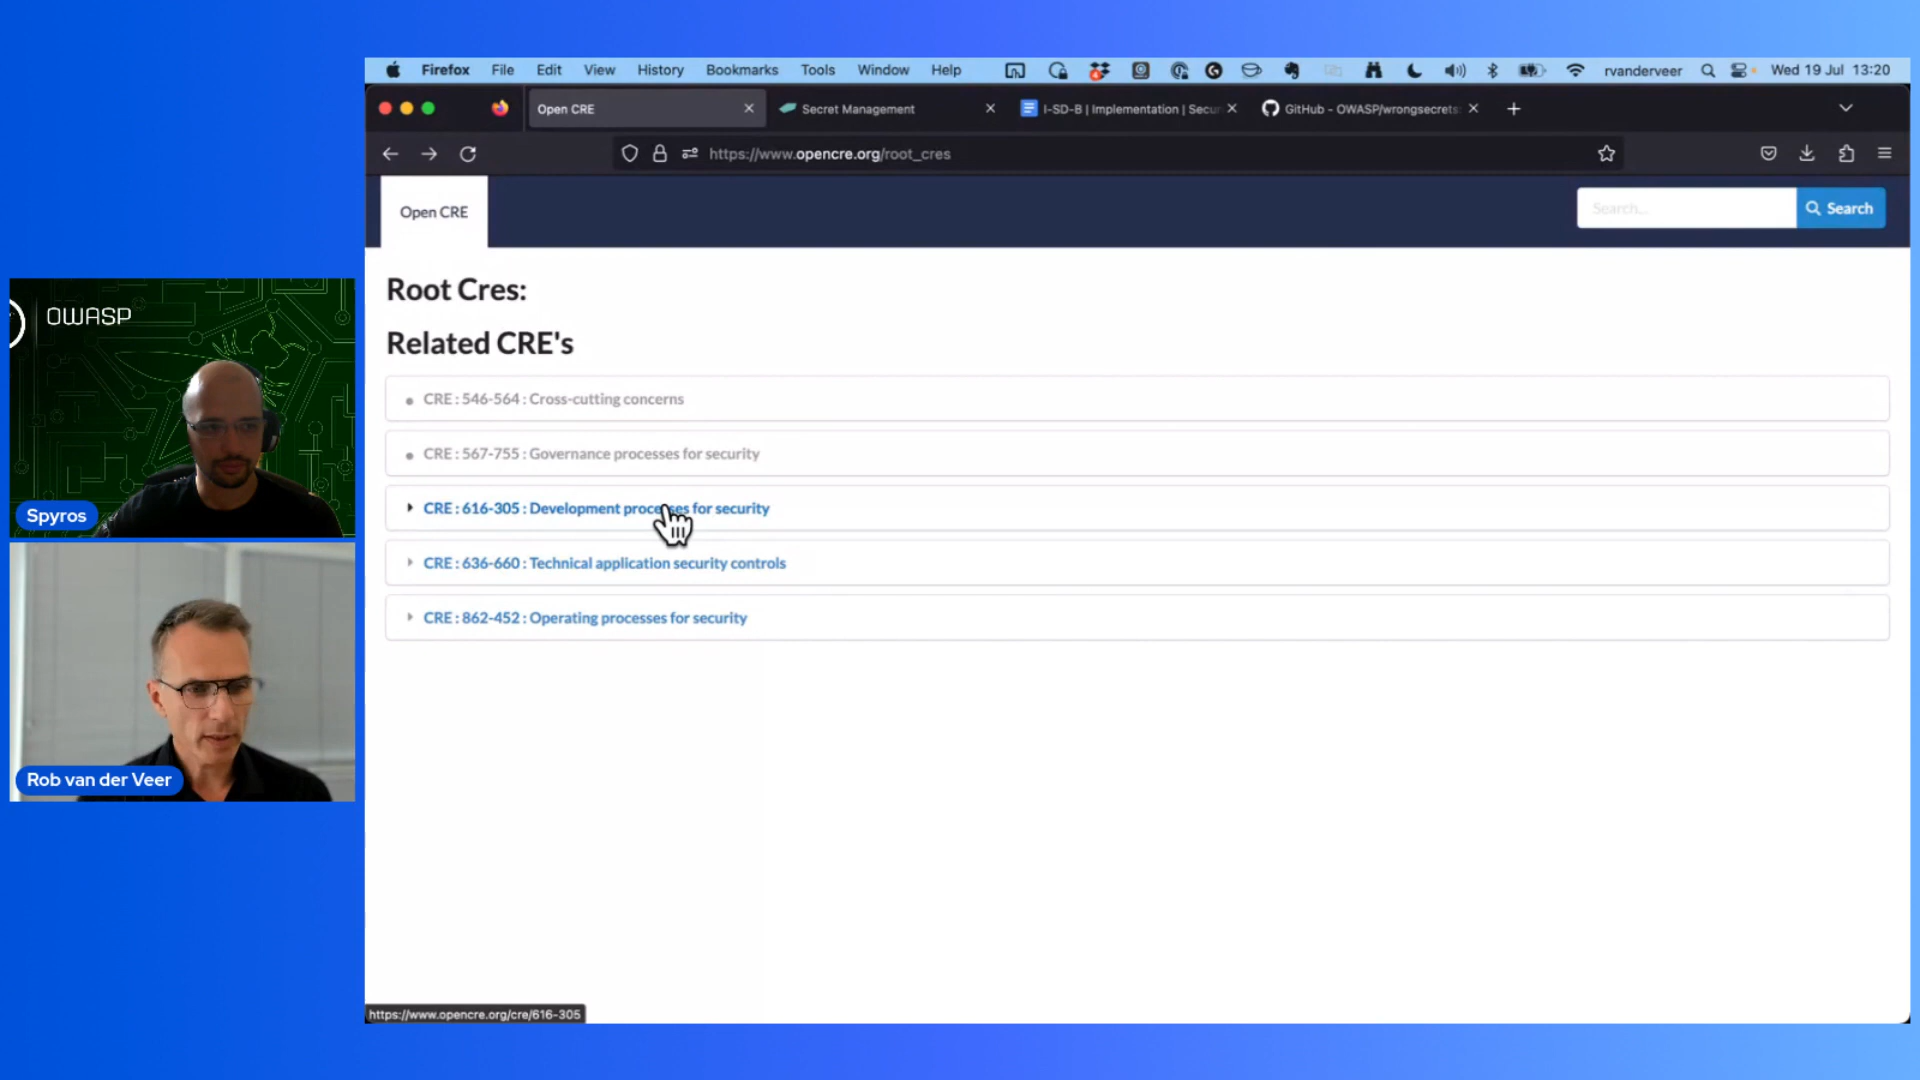 Firefox File Edit View History Bookmarks Tools Window Help rvanderveer Wed 19 Jul 13:20
Open CRE
Secret Management
I-SD-B | Implementation | Secu
GitHub - OWASP/wrongsecrets:
https://www.opencre.org/root_cres
Open CRE
Search...
Search
Root Cres:
Related CRE's
CRE : 546-564 : Cross-cutting concerns
CRE : 567-755 : Governance processes for security
CRE : 616-305 : Development processes for security
CRE : 636-660 : Technical application security controls
CRE : 862-452 : Operating processes for security
https://www.opencre.org/cre/616-305
OWASP
Spyros
Rob van der Veer